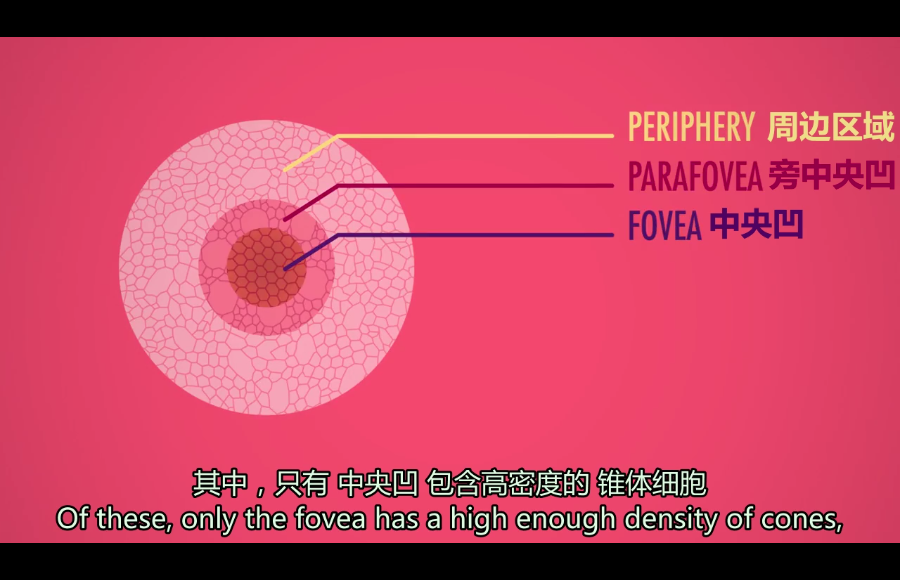 PERIPHERY 周边区域
PARAFOVEA 旁中央凹
FOVEA 中央凹
其中，只有 中央凹 包含高密度的 锥体细胞
Of these, only the fovea has a high enough density of cones,